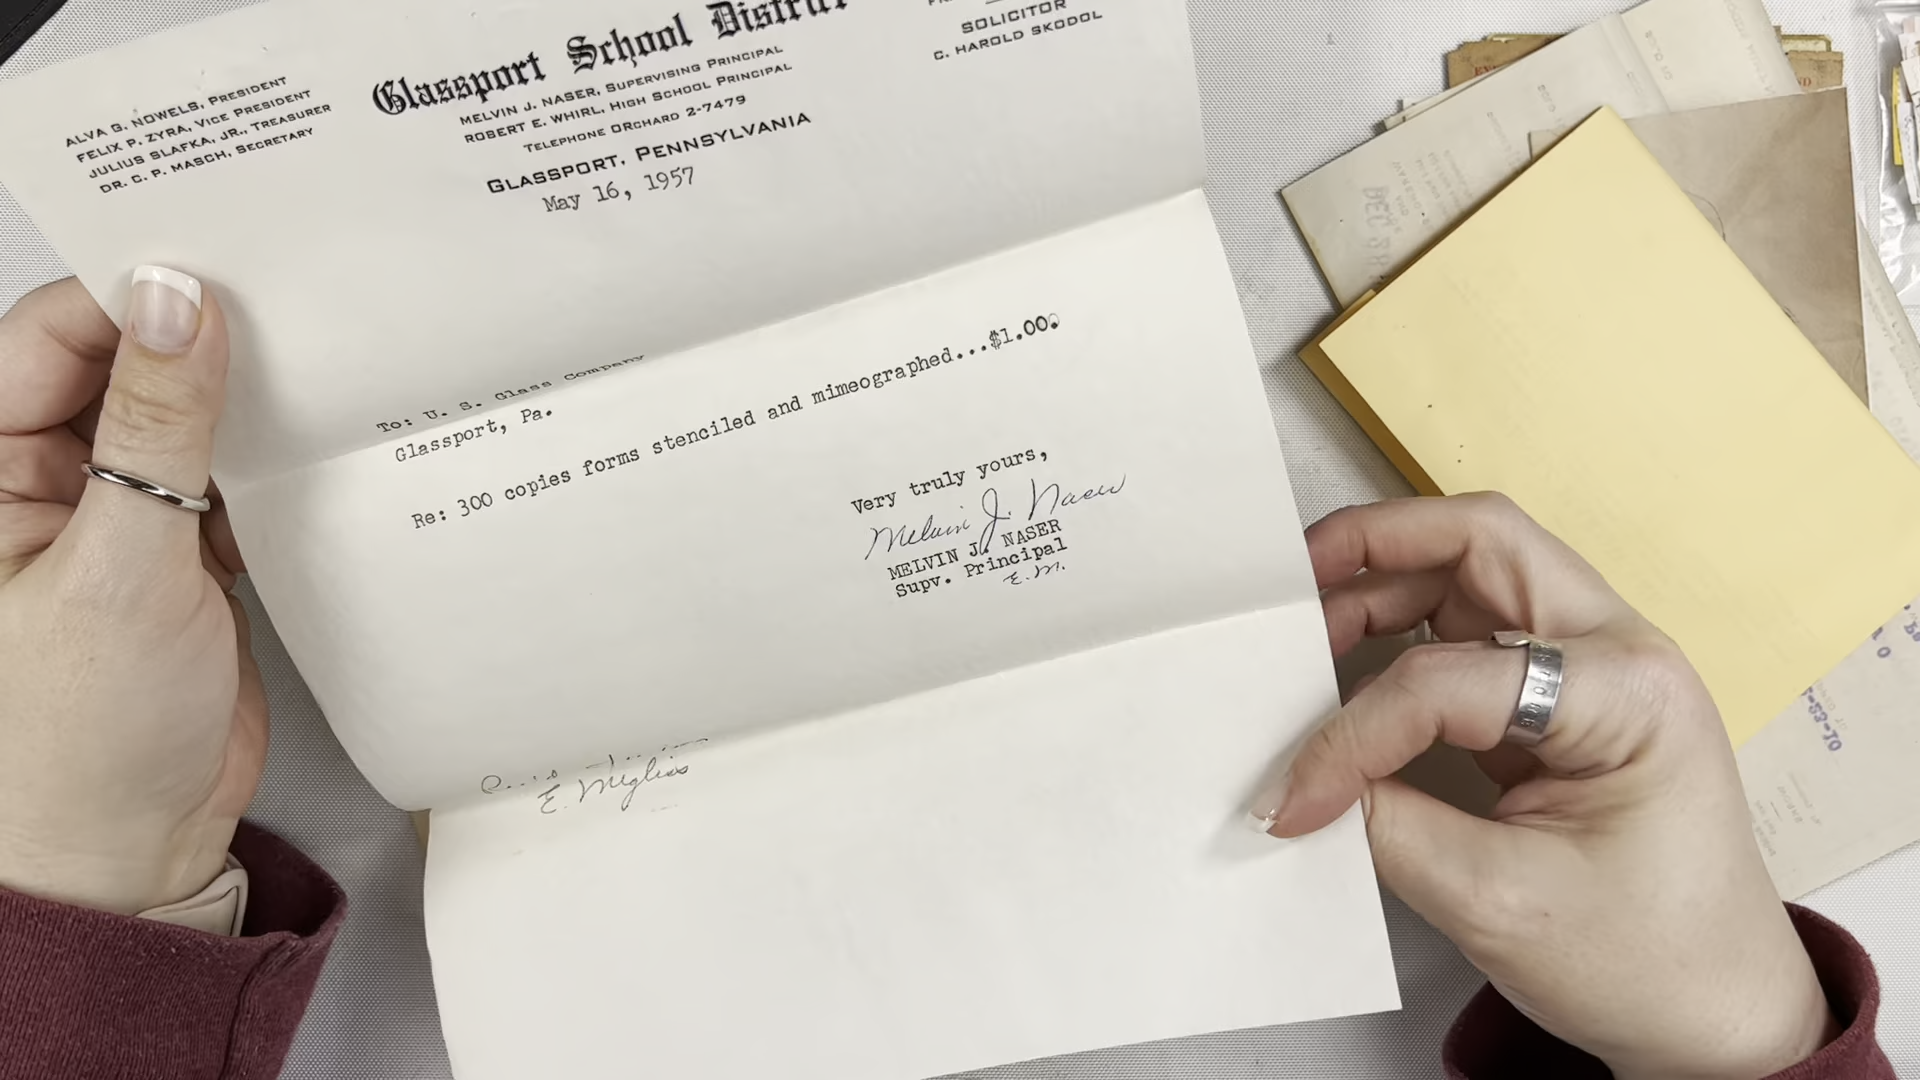 Glassport School District
ALVA G. NOWELS, PRESIDENT
FELIX P. ZYRA, VICE PRESIDENT
JULIUS SLAFKA, JR., TREASURER
DR. C. P. MASCH, SECRETARY
MELVIN J. NASER, SUPERVISING PRINCIPAL
ROBERT E. WHIRL, HIGH SCHOOL PRINCIPAL
TELEPHONE ORCHARD 2-7479
GLASSPORT, PENNSYLVANIA
SOLICITOR
C. HAROLD SKODOL
May 16, 1957
To: U. S. Glass Company
Glassport, Pa.
Re: 300 copies forms stenciled and mimeographed...$1.00.
Very truly yours,
Melvin J. Naser
MELVIN J. NASER
Supv. Principal
E. M.
E.